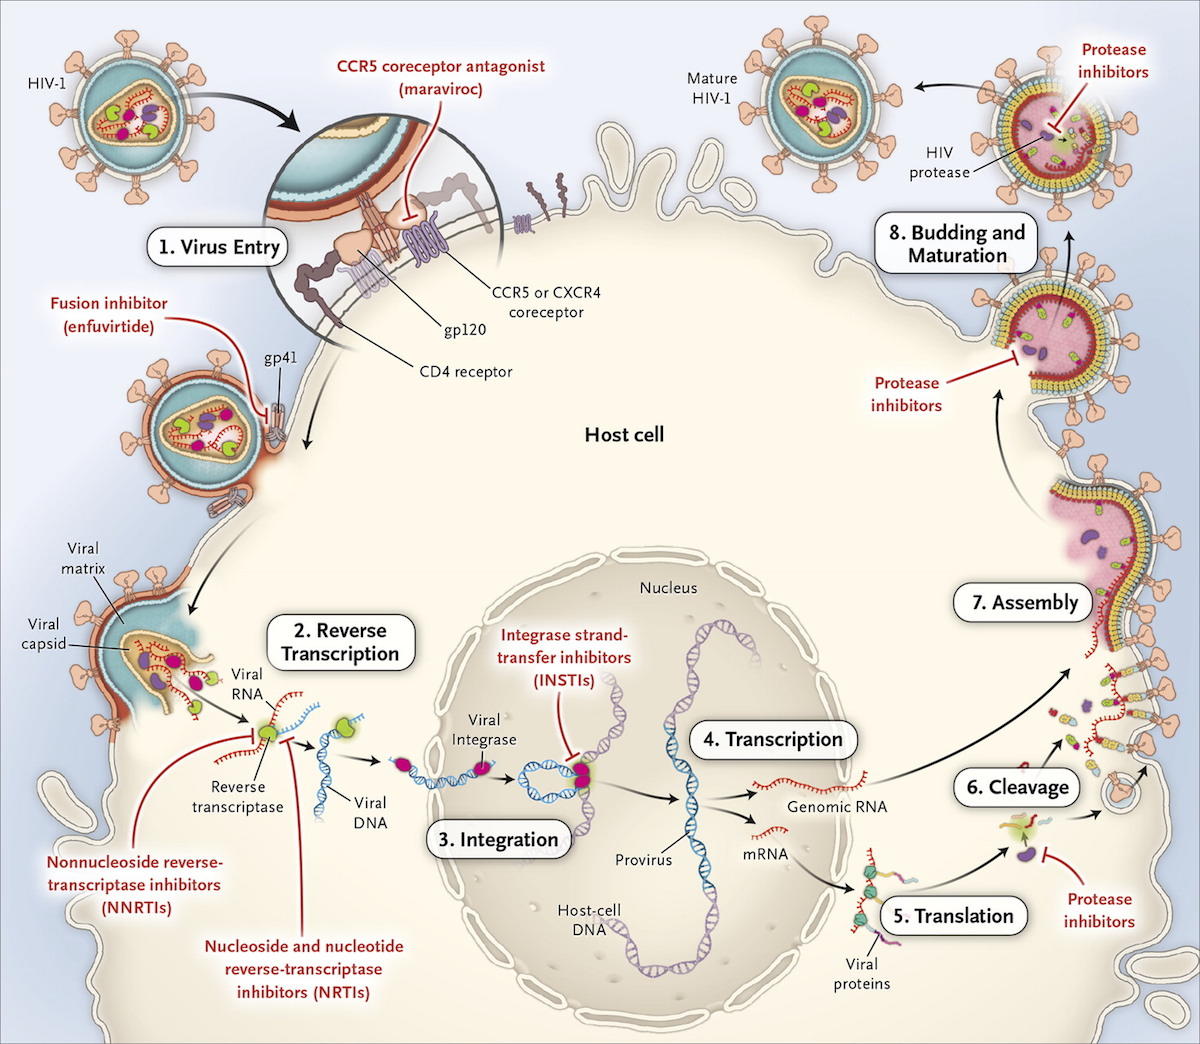 HIV-1
CCR5 coreceptor antagonist
(maraviroc)
Mature
HIV-1
Protease
inhibitors
HIV
protease
1. Virus Entry
8. Budding and
Maturation
Fusion inhibitor
(enfuvirtide)
CCR5 or CXCR4
coreceptor
gp120
gp41
CD4 receptor
Protease
inhibitors
Host cell
Viral
matrix
Viral
capsid
Nucleus
7. Assembly
2. Reverse
Transcription
Integrase strand-
transfer inhibitors
(INSTIs)
Viral
RNA
Viral
Integrase
4. Transcription
Reverse
transcriptase
Viral
DNA
Genomic RNA
6. Cleavage
3. Integration
Provirus
mRNA
Nonnucleoside reverse-
transcriptase inhibitors
(NNRTIs)
Host-cell
DNA
5. Translation
Protease
inhibitors
Nucleoside and nucleotide
reverse-transcriptase
inhibitors (NRTIs)
Viral
proteins